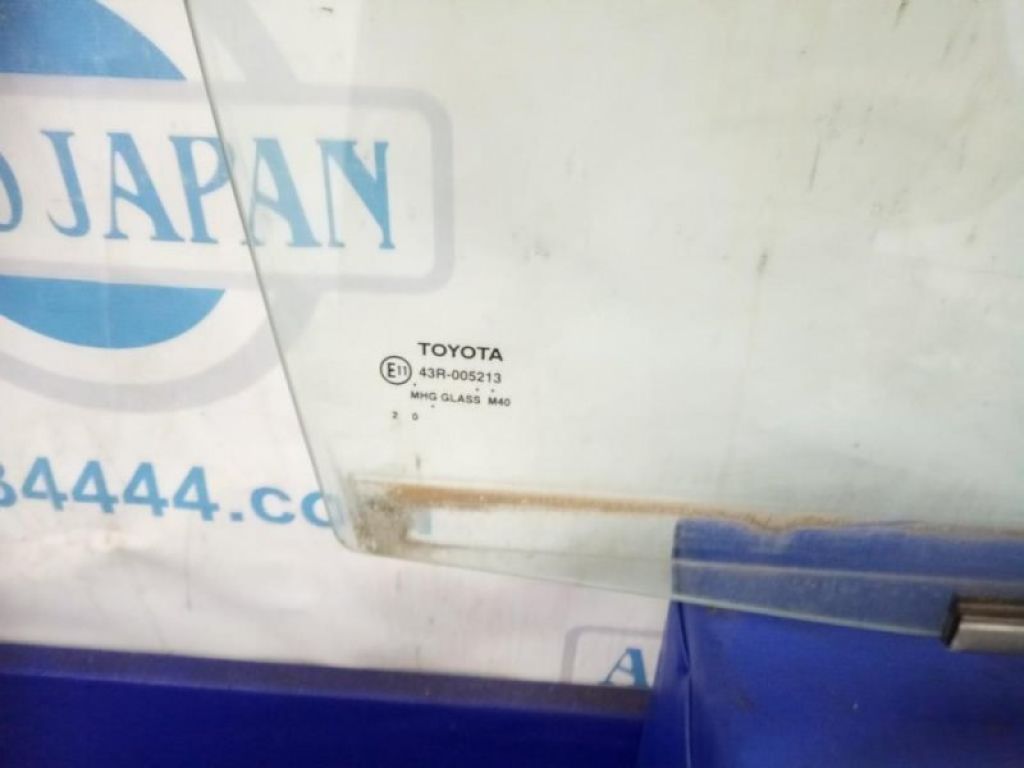 JAPAN
TOYOTA
E11 43R-005213
MHG GLASS M40
2 0
4444.co
A